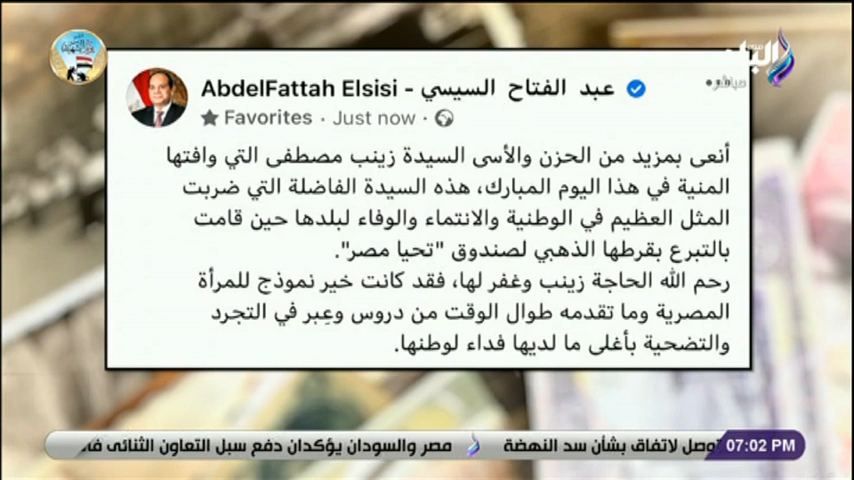 البلد
مباشر
AbdelFattah Elsisi - عبد الفتاح السيسي
Favorites · Just now ·
أنعى بمزيد من الحزن والأسى السيدة زينب مصطفى التي وافتها
المنية في هذا اليوم المبارك، هذه السيدة الفاضلة التي ضربت
المثل العظيم في الوطنية والانتماء والوفاء لبلدها حين قامت
بالتبرع بقرطها الذهبي لصندوق "تحيا مصر".
رحم الله الحاجة زينب وغفر لها، فقد كانت خير نموذج للمرأة
المصرية وما تقدمه طوال الوقت من دروس وعِبر في التجرد
والتضحية بأغلى ما لديها فداء لوطنها.
07:02 PM توصل لاتفاق بشأن سد النهضة مصر والسودان يؤكدان دفع سبل التعاون الثنائى